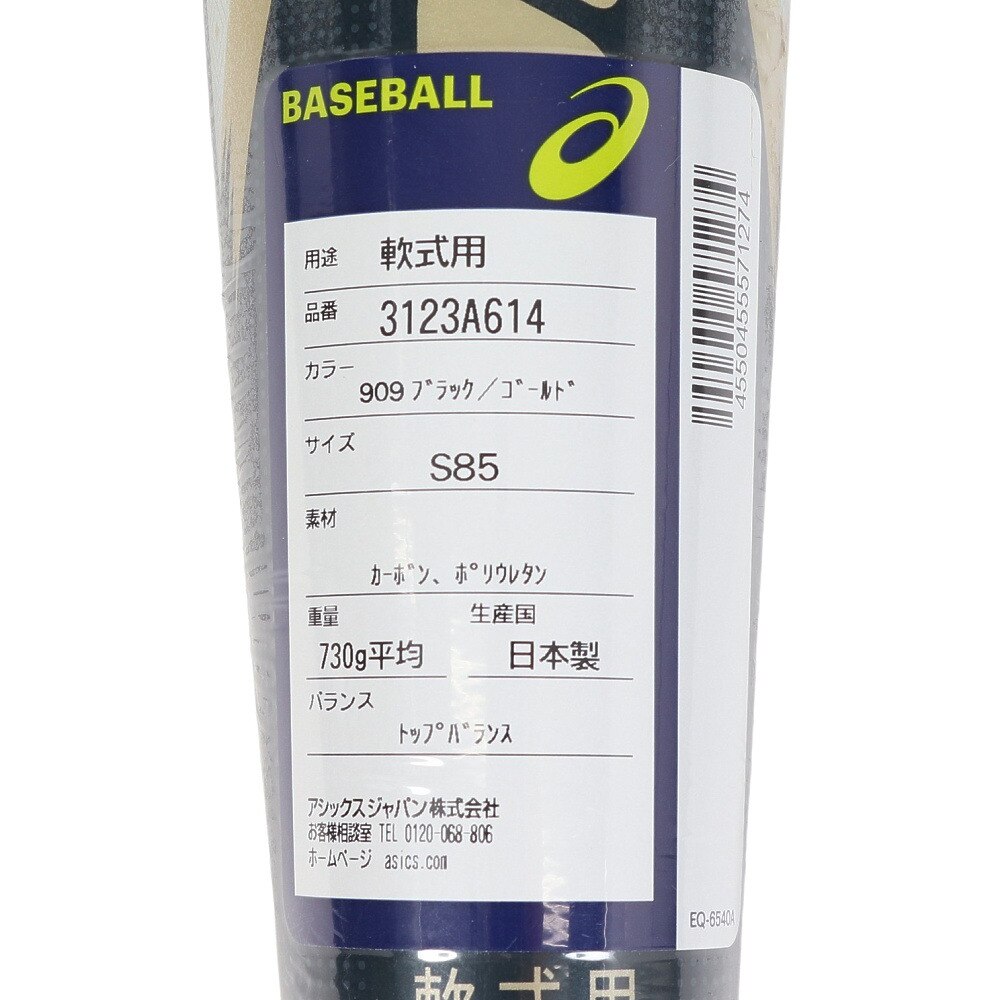 BASEBALL
用途 軟式用
品番 3123A614
カラー
909 ﾌﾞﾗｯｸ／ｺﾞｰﾙﾄﾞ
サイズ
S85
素材
ｶｰﾎﾞﾝ、ﾎﾟﾘｳﾚﾀﾝ
重量 生産国
730g平均 日本製
バランス
ﾄｯﾌﾟﾊﾞﾗﾝｽ
アシックスジャパン株式会社
お客様相談室 TEL 0120-068-806
ホームページ asics.com
4550455571274
EQ-6540A
軟式用